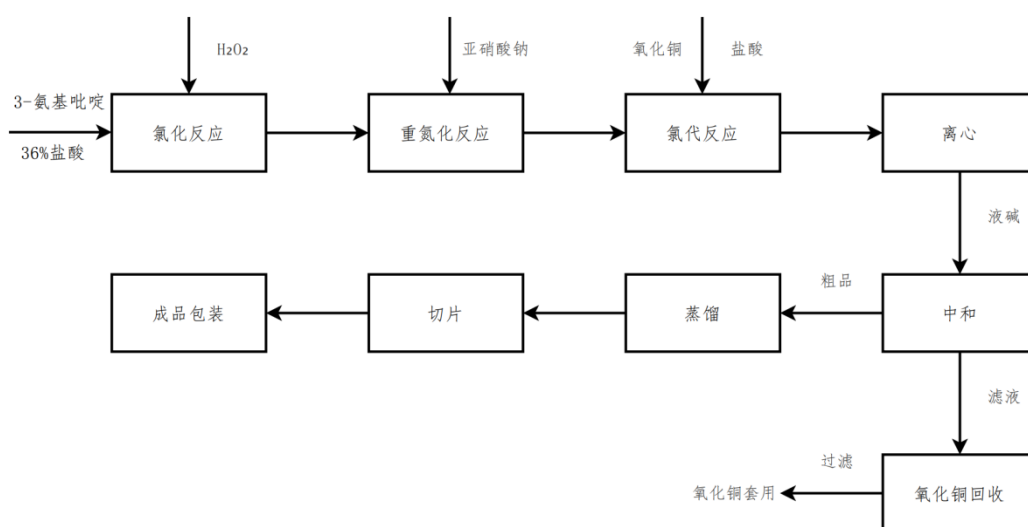 H₂O₂
亚硝酸钠
氧化铜 盐酸
3-氨基吡啶
36%盐酸
氯化反应
重氮化反应
氯代反应
离心
液碱
成品包装
切片
蒸馏
粗品
中和
滤液
过滤
氧化铜套用
氧化铜回收